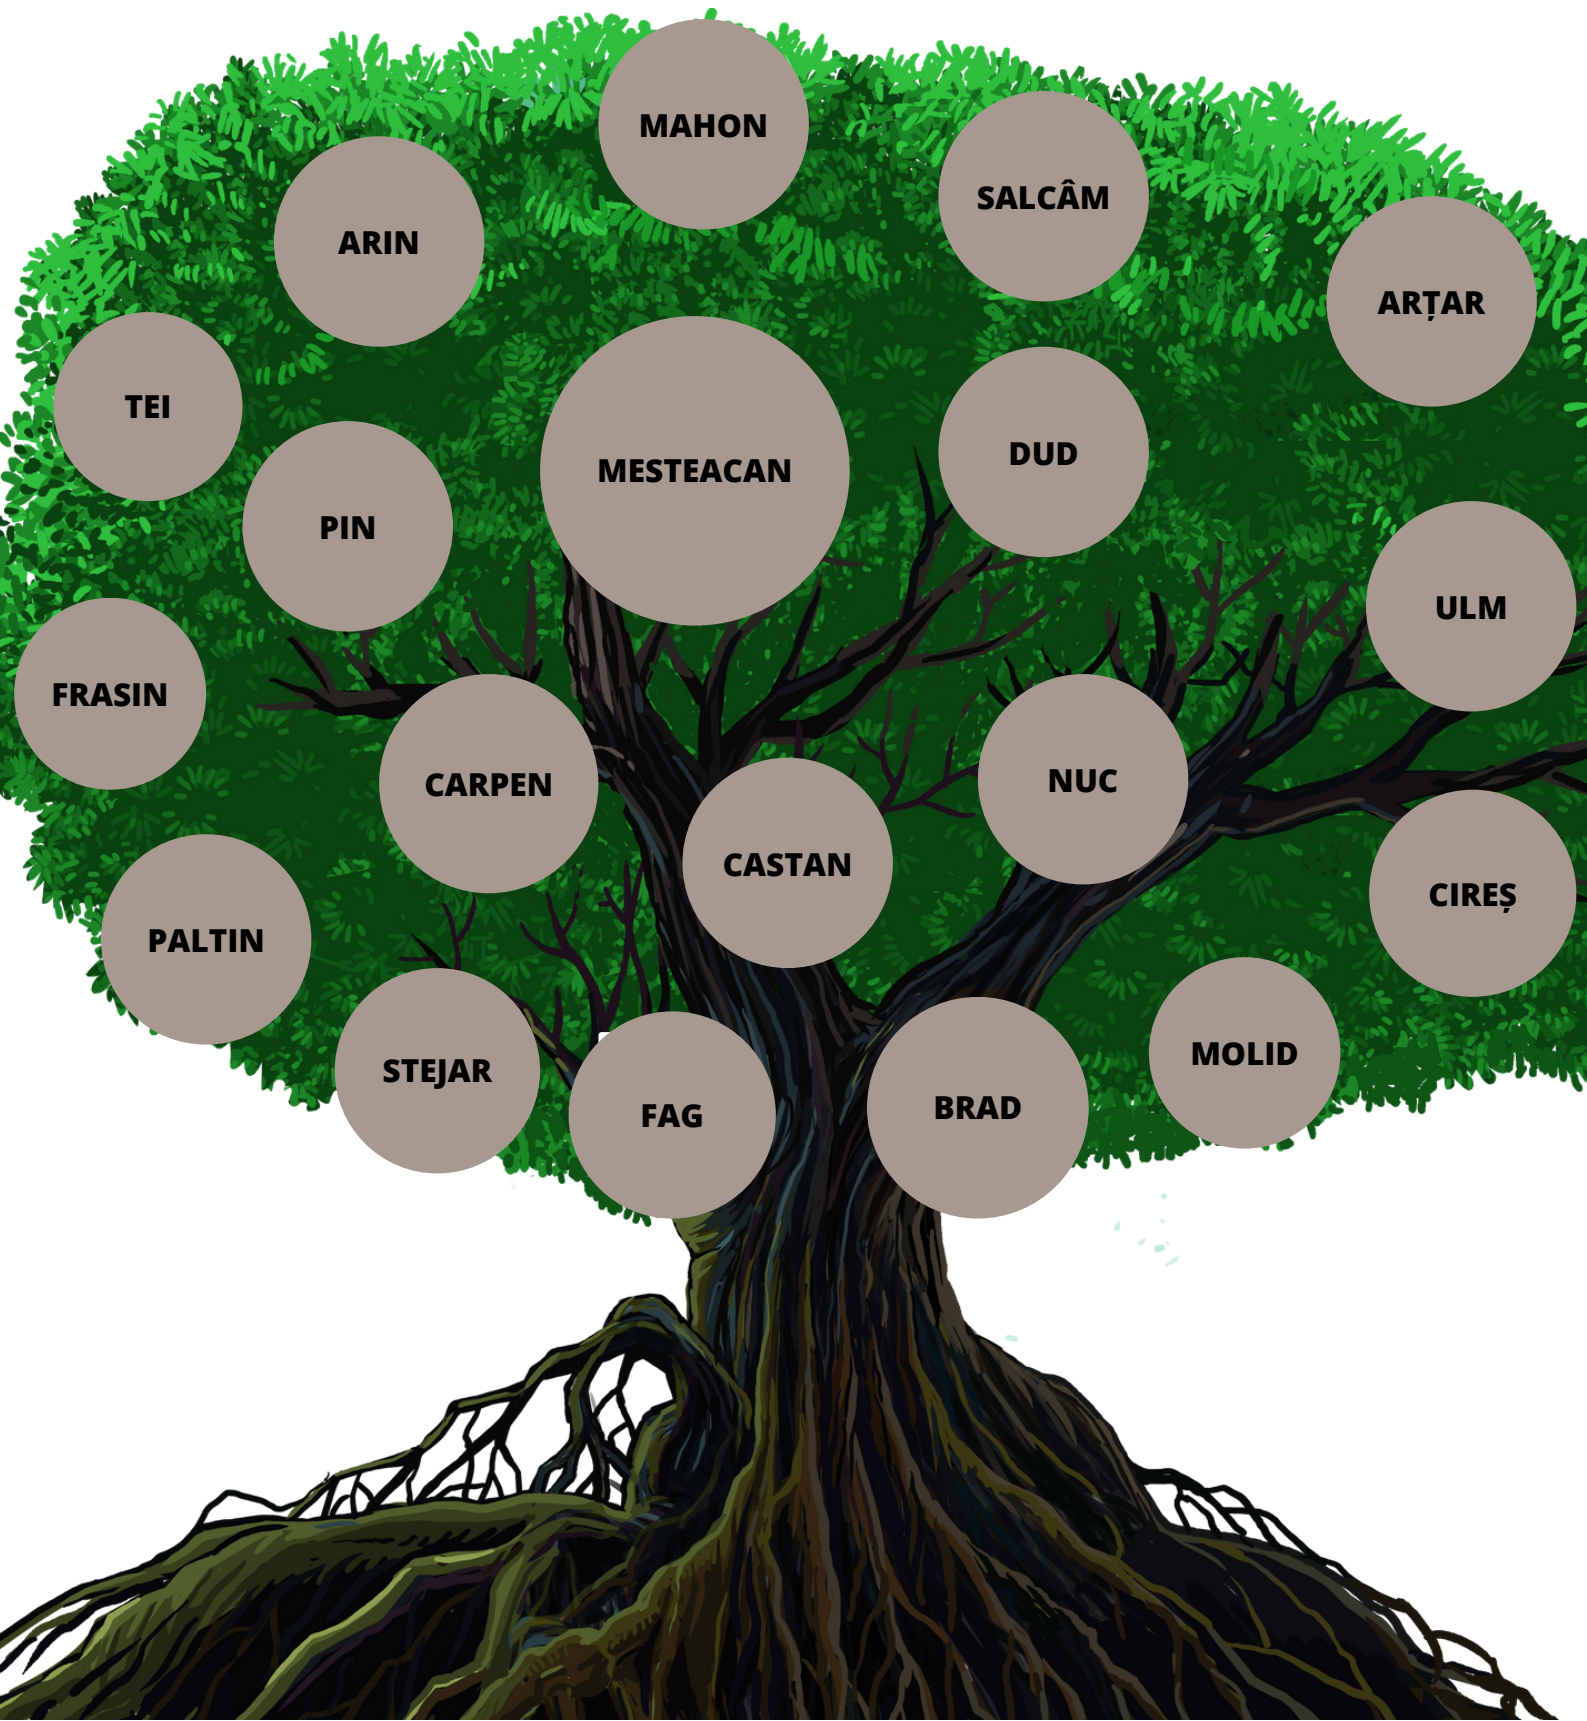 MAHON
SALCÂM
ARIN
ARȚAR
TEI
MESTEACAN
DUD
PIN
ULM
FRASIN
CARPEN
NUC
CASTAN
CIREȘ
PALTIN
STEJAR
FAG
BRAD
MOLID